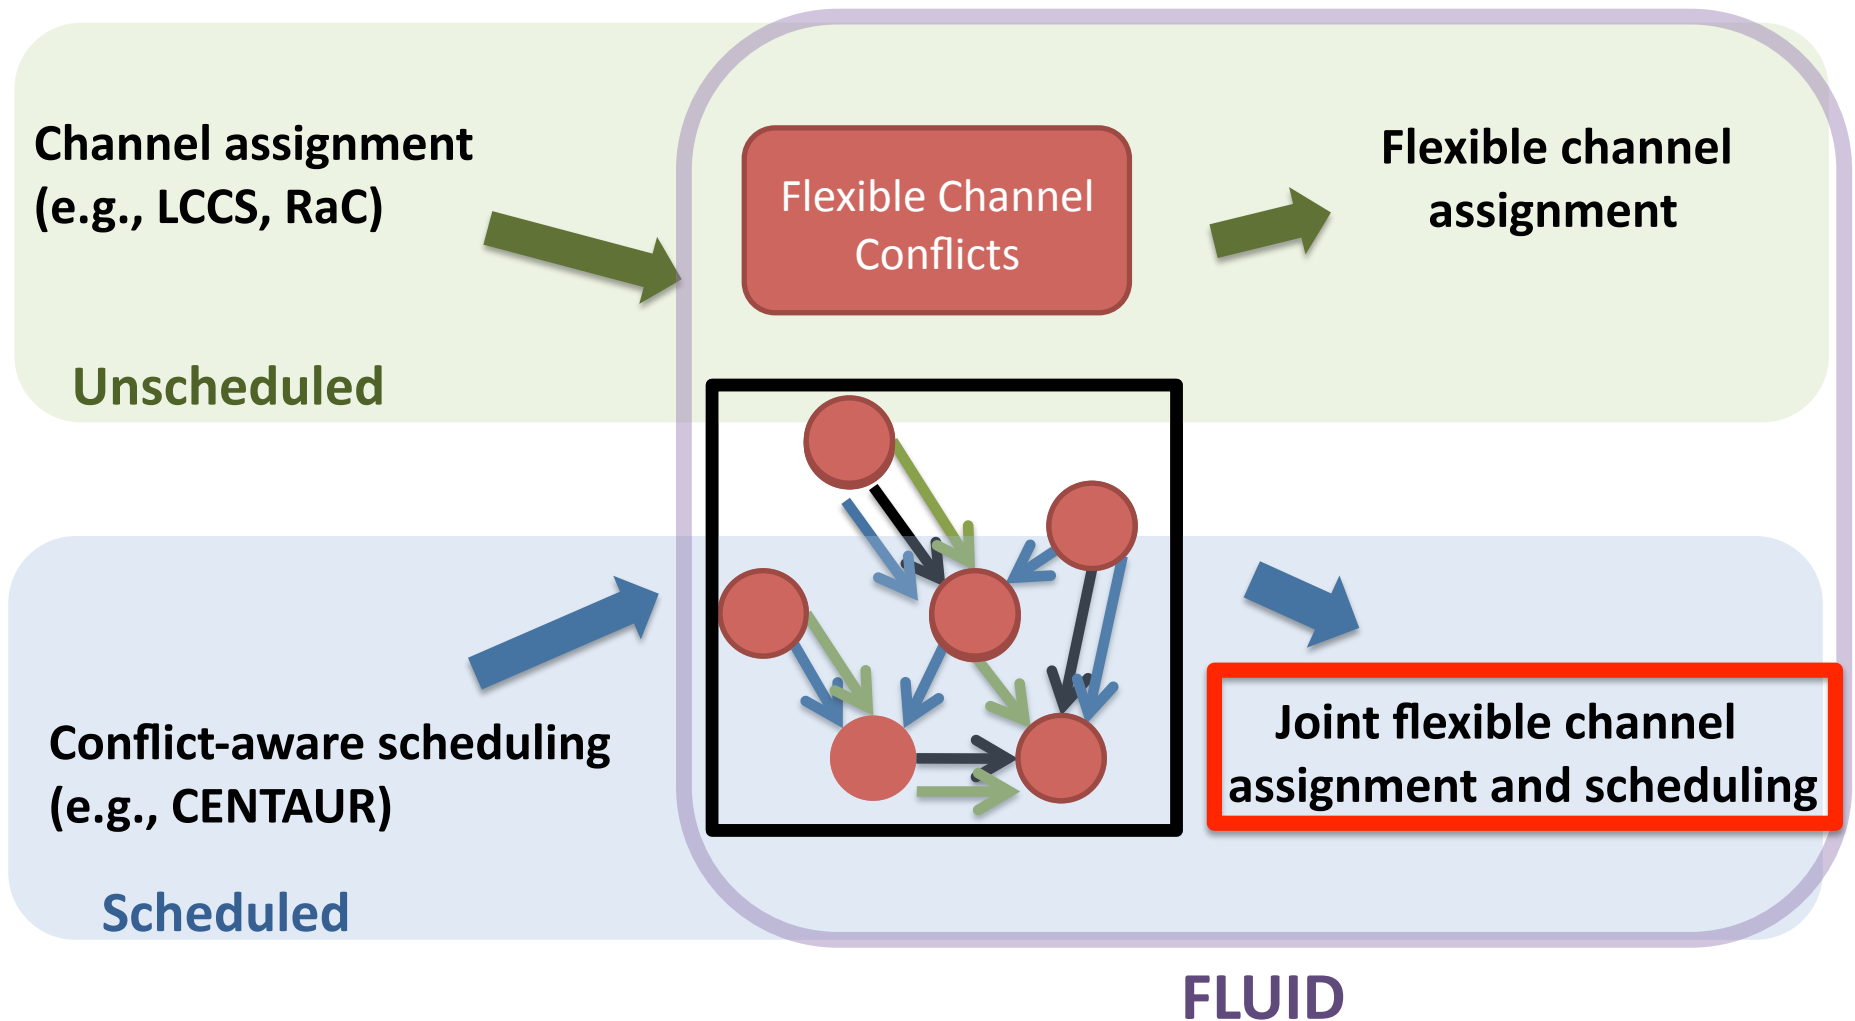 Channel assignment
(e.g., LCCS, RaC)
Flexible Channel
Conflicts
Flexible channel
assignment
Unscheduled
Conflict-aware scheduling
(e.g., CENTAUR)
Joint flexible channel
assignment and scheduling
Scheduled
FLUID